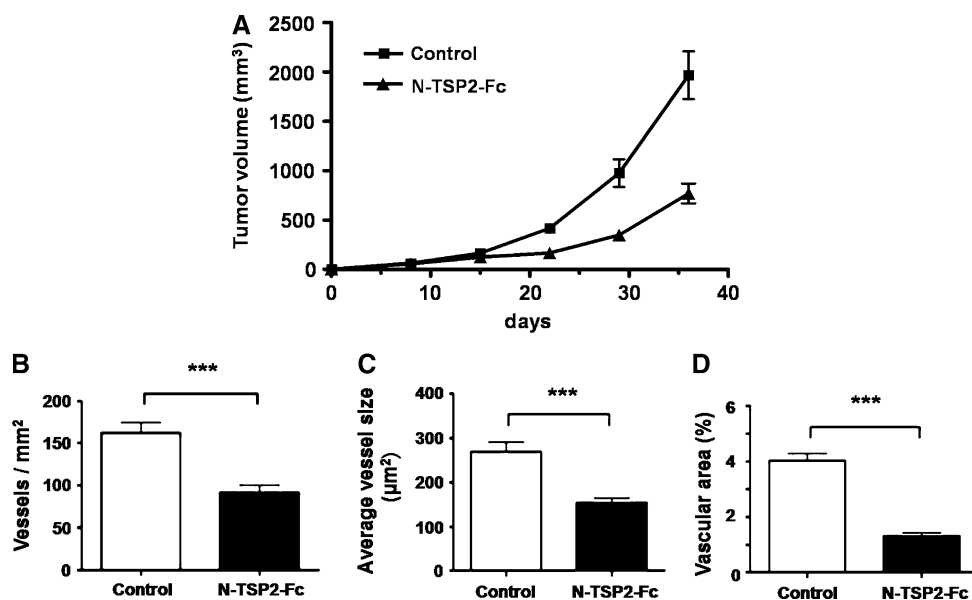 A
Tumor volume (mm³)
2500
2000
1500
1000
500
0
Control
N-TSP2-Fc
0 10 20 30 40
days
B
Vessels / mm²
200
150
100
50
0
***
Control N-TSP2-Fc
C
Average vessel size
(µm²)
400
300
200
100
0
***
Control N-TSP2-Fc
D
Vascular area (%)
6
4
2
0
***
Control N-TSP2-Fc